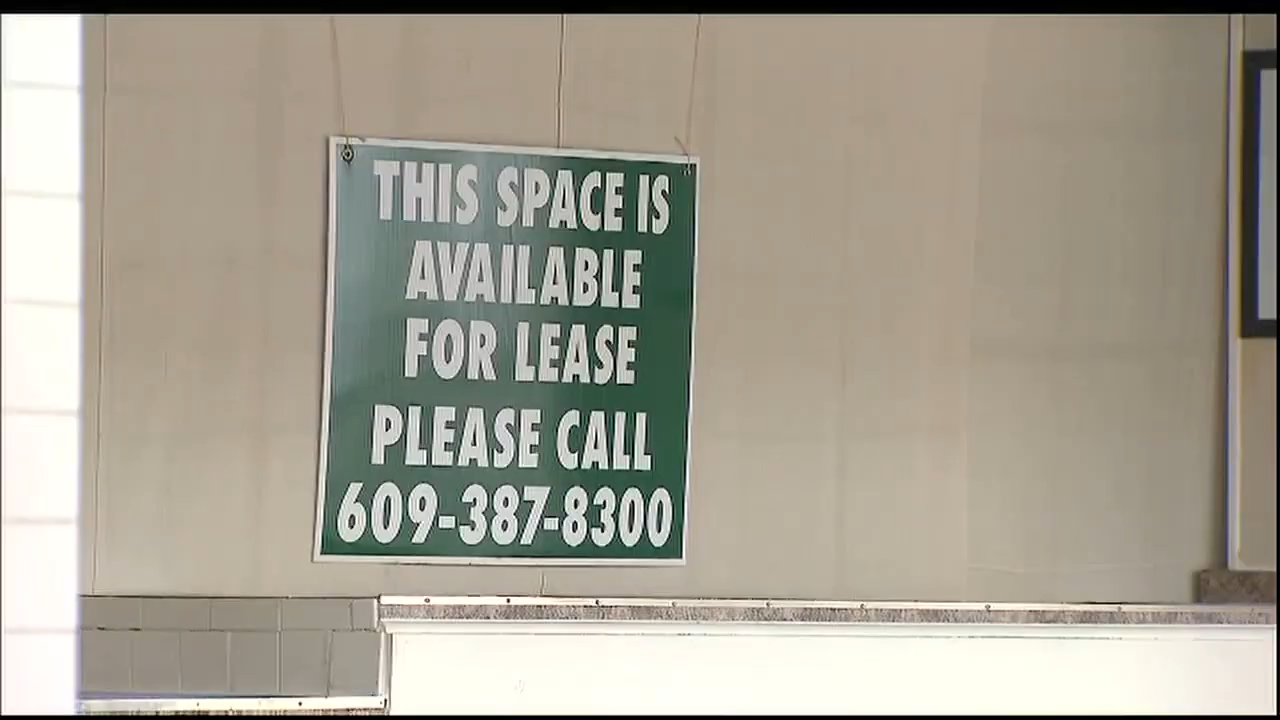 THIS SPACE IS
AVAILABLE
FOR LEASE
PLEASE CALL
609-387-8300